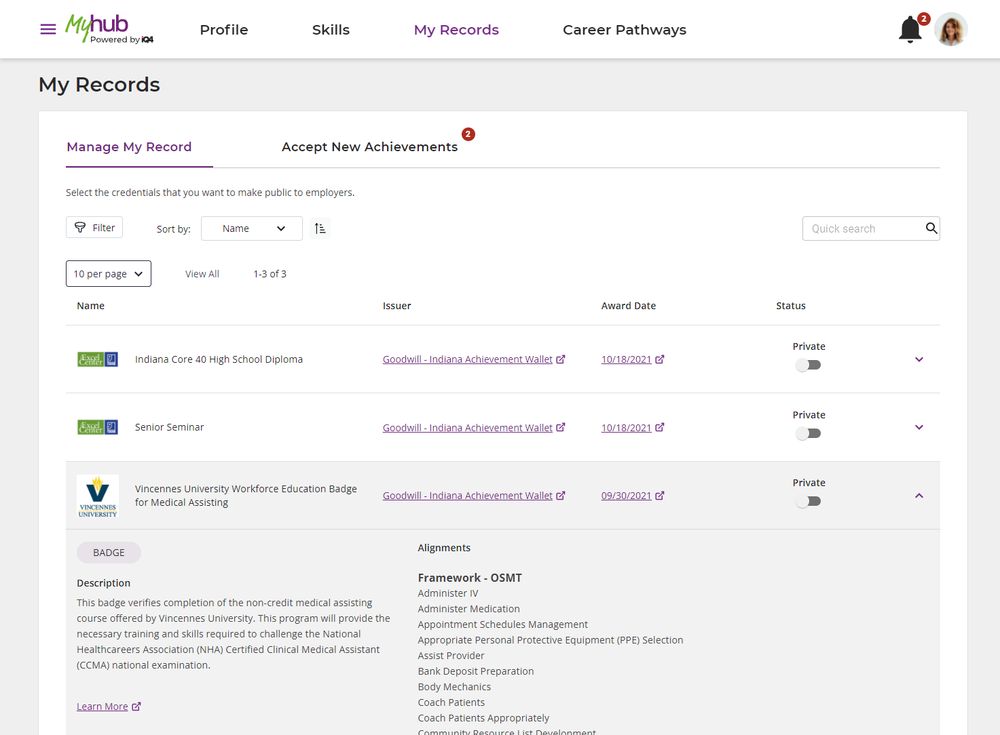 Myhub
Powered by iQ4
Profile
Skills
My Records
Career Pathways
2
My Records
Manage My Record
Accept New Achievements
2
Select the credentials that you want to make public to employers.
Filter
Sort by:
Name
Quick search
10 per page
View All
1-3 of 3
Name
Issuer
Award Date
Status
Excel Center
Indiana Core 40 High School Diploma
Goodwill - Indiana Achievement Wallet
10/18/2021
Private
Excel Center
Senior Seminar
Goodwill - Indiana Achievement Wallet
10/18/2021
Private
VINCENNES
UNIVERSITY
Vincennes University Workforce Education Badge
for Medical Assisting
Goodwill - Indiana Achievement Wallet
09/30/2021
Private
BADGE
Description
This badge verifies completion of the non-credit medical assisting
course offered by Vincennes University. This program will provide the
necessary training and skills required to challenge the National
Healthcareers Association (NHA) Certified Clinical Medical Assistant
(CCMA) national examination.
Learn More
Alignments
Framework - OSMT
Administer IV
Administer Medication
Appointment Schedules Management
Appropriate Personal Protective Equipment (PPE) Selection
Assist Provider
Bank Deposit Preparation
Body Mechanics
Coach Patients
Coach Patients Appropriately
Community Resource List Development